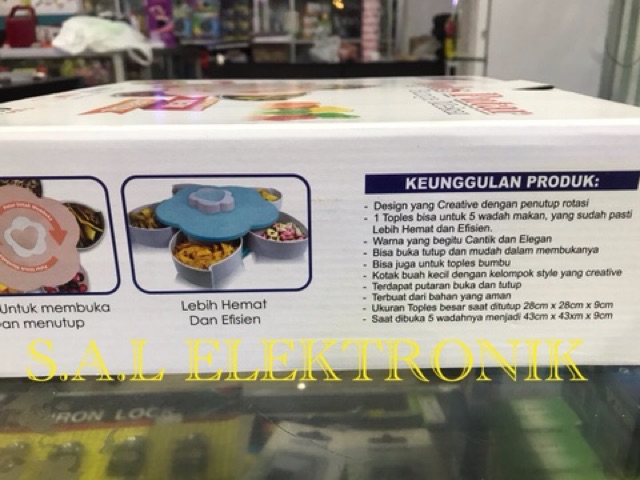 KEUNGGULAN PRODUK:
- Design yang Creative dengan penutup rotasi
- 1 Toples bisa untuk 5 wadah makan, yang sudah pasti
Lebih Hemat dan Efisien.
- Warna yang begitu Cantik dan Elegan
- Bisa buka tutup dan mudah dalam membukanya
- Bisa juga untuk toples bumbu
- Kotak buah kecil dengan kelompok style yang creative
- Terdapat putaran buka dan tutup
- Terbuat dari bahan yang aman
- Ukuran Toples besar saat ditutup 28cm x 28cm x 9cm
- Saat dibuka 5 wadahnya menjadi 43cm x 43xm x 9cm
Untuk membuka
an menutup
Lebih Hemat
Dan Efisien
S.A.L ELEKTRONIK
RON LOCK